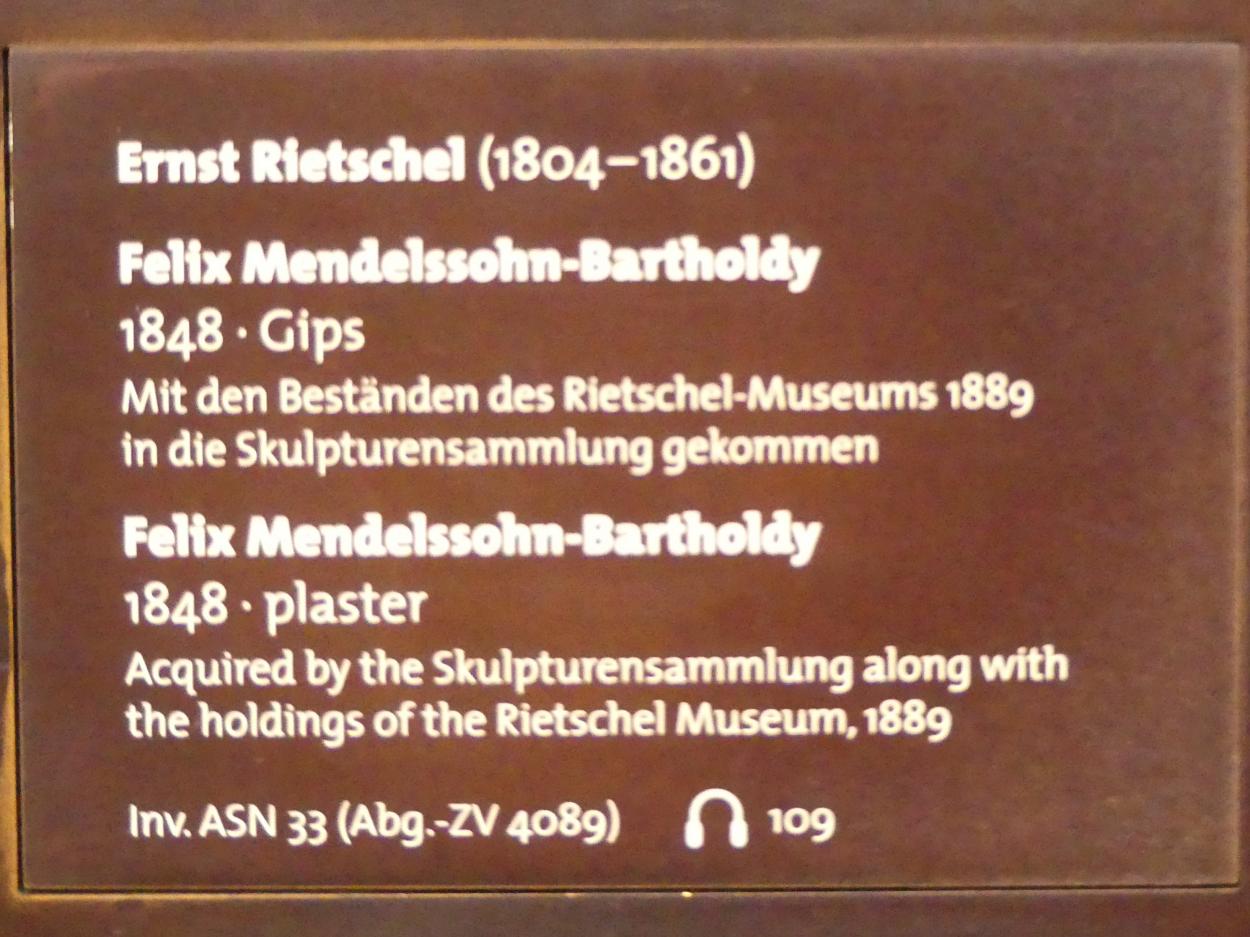 Ernst Rietschel (1804–1861)
Felix Mendelssohn-Bartholdy
1848 · Gips
Mit den Beständen des Rietschel-Museums 1889
in die Skulpturensammlung gekommen
Felix Mendelssohn-Bartholdy
1848 · plaster
Acquired by the Skulpturensammlung along with
the holdings of the Rietschel Museum, 1889
Inv. ASN 33 (Abg.-ZV 4089) 109